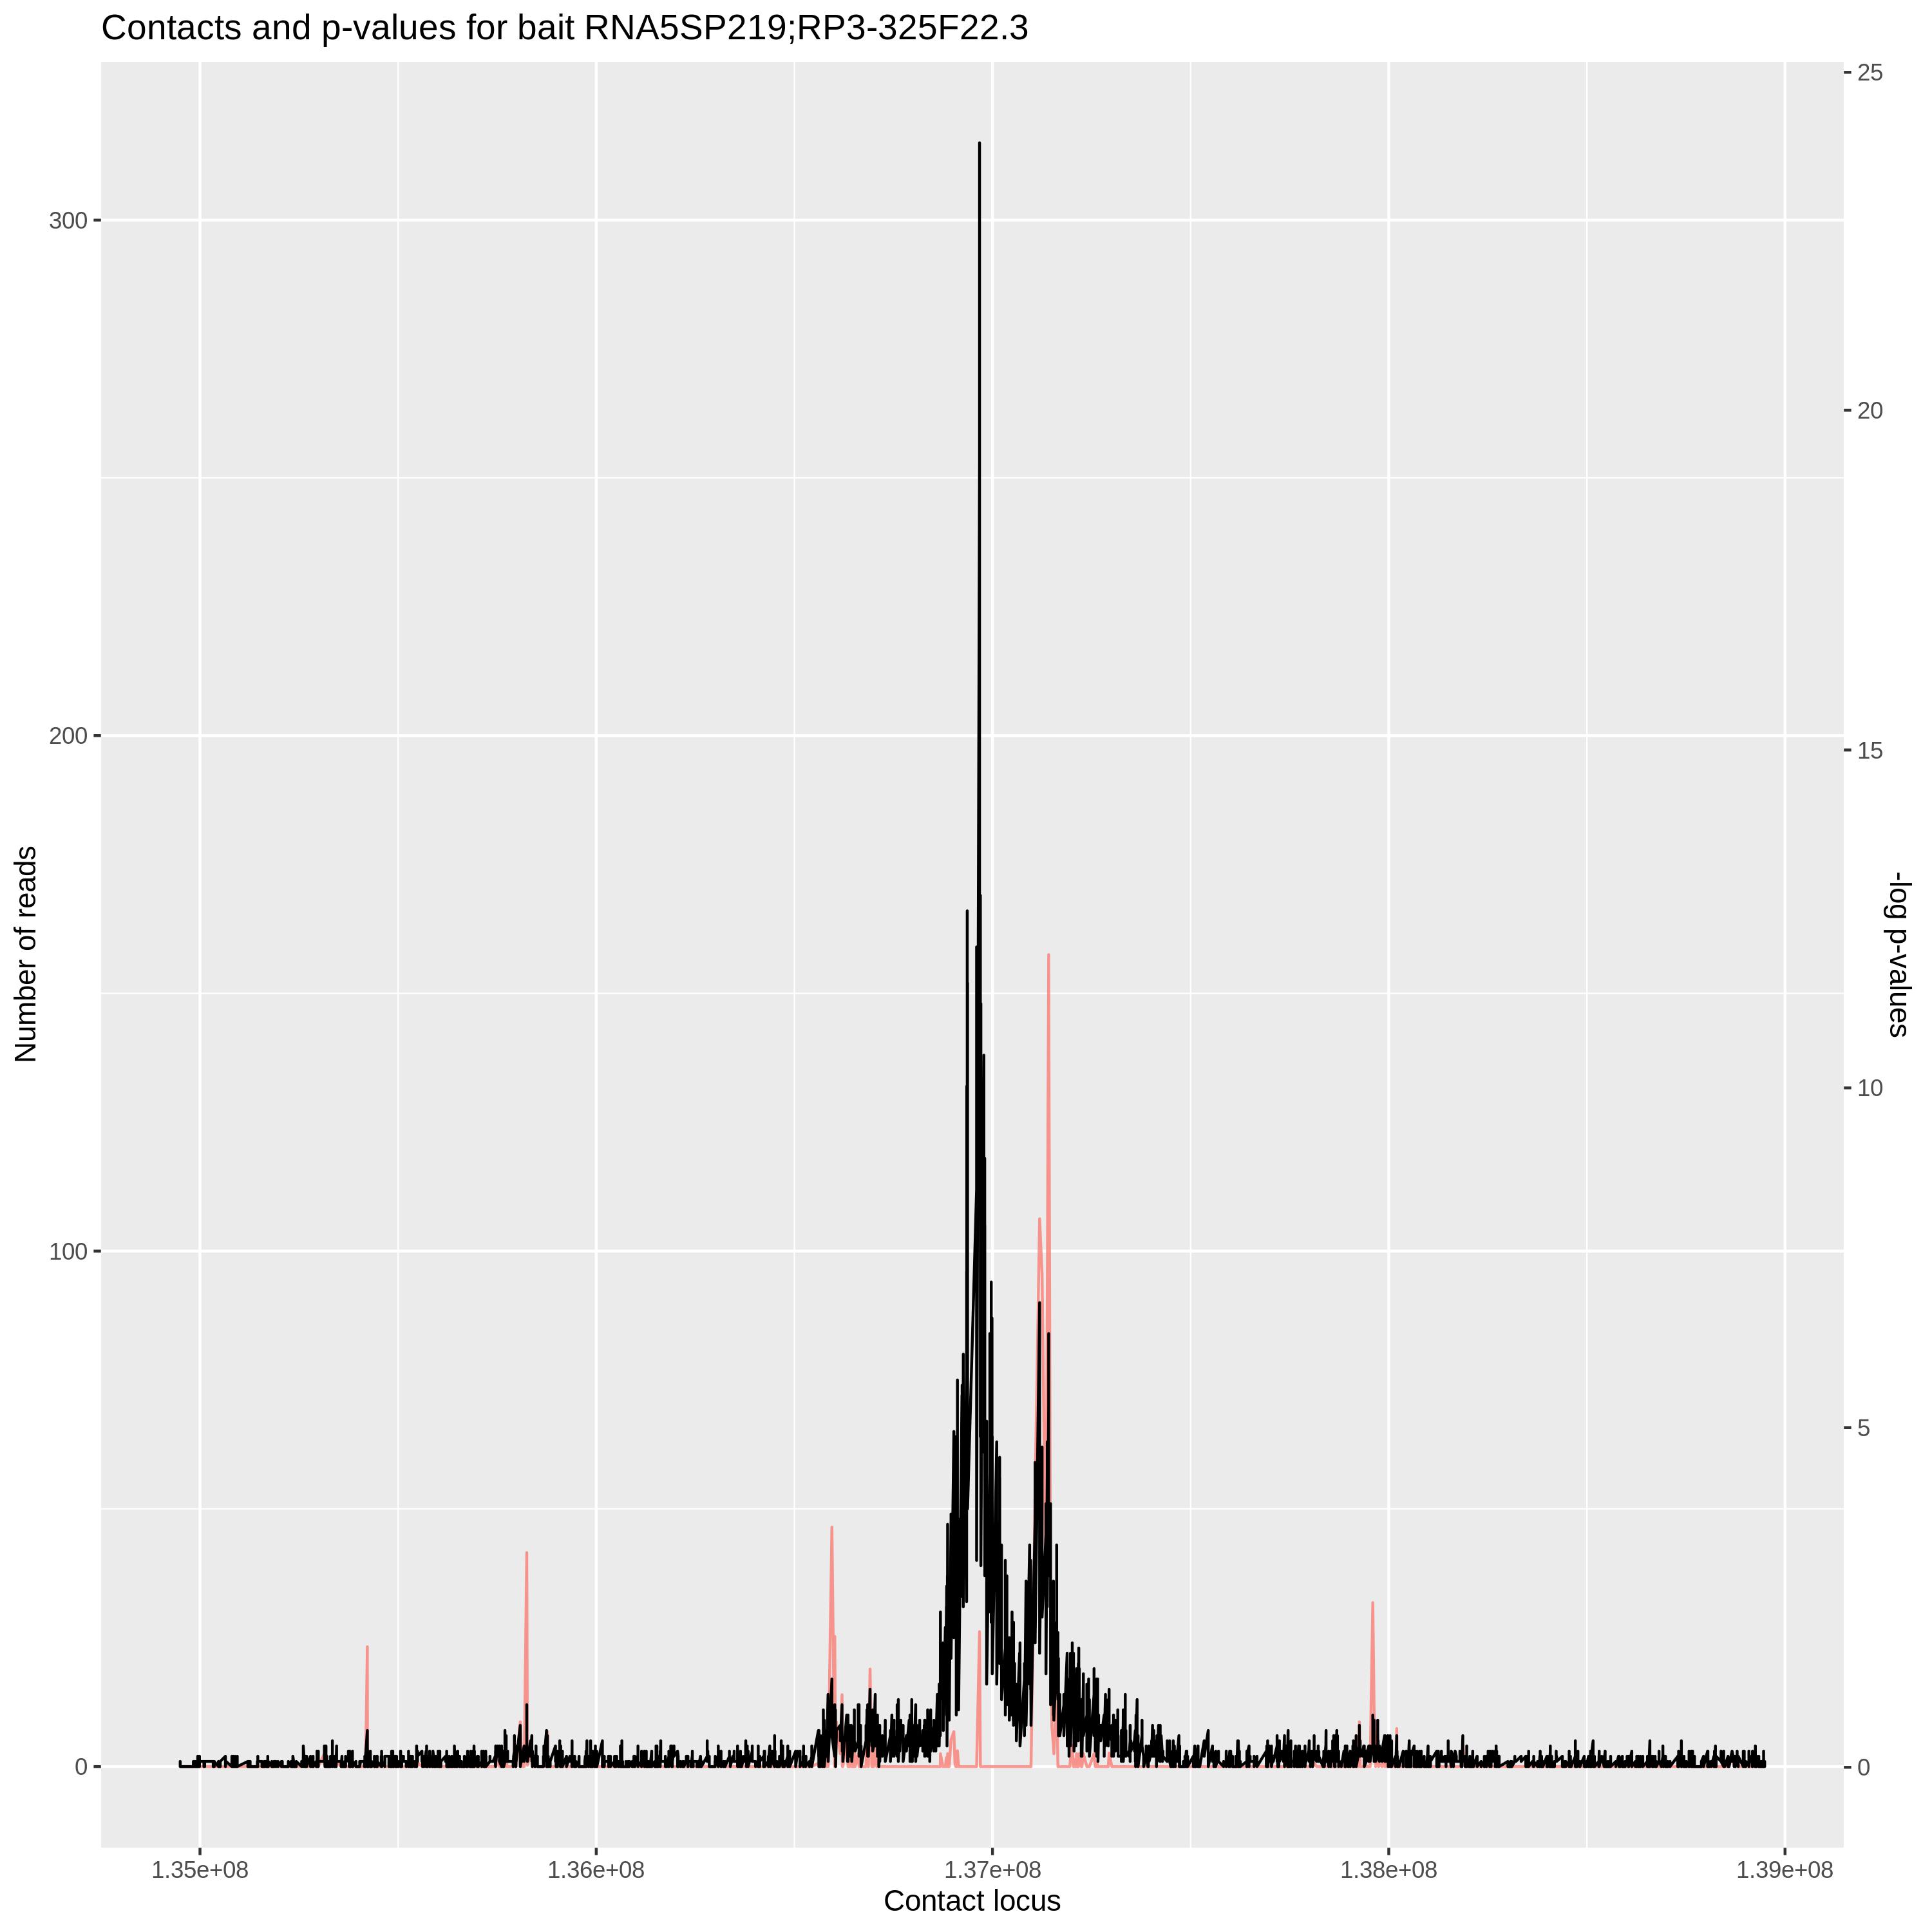 Contacts and p-values for bait RNA5SP219;RP3-325F22.3
25
300
20
200
15
Number of reads
-log p-values
10
100
5
0
0
1.35e+08
1.36e+08
1.37e+08
1.38e+08
1.39e+08
Contact locus